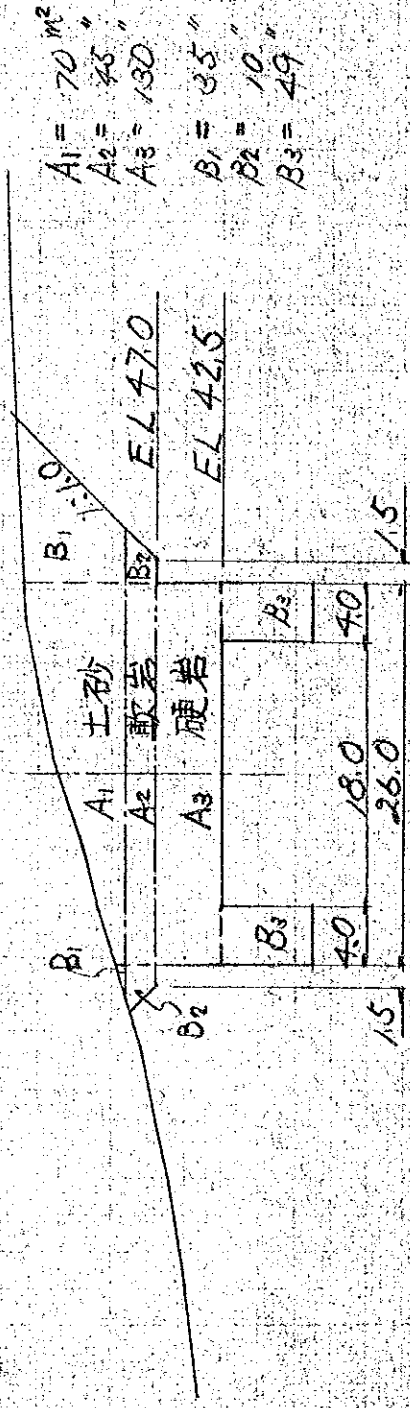 B1
A1 土砂
B1
1:1.0
A2 軟岩
B2
B2
EL 47.0
A3 硬岩
EL 42.5
B3
B3
4.0
18.0
4.0
1.5
26.0
1.5
A1 = 70 m²
A2 = 45 〃
A3 = 130 〃
B1 = 35 〃
B2 = 10 〃
B3 = 49 〃